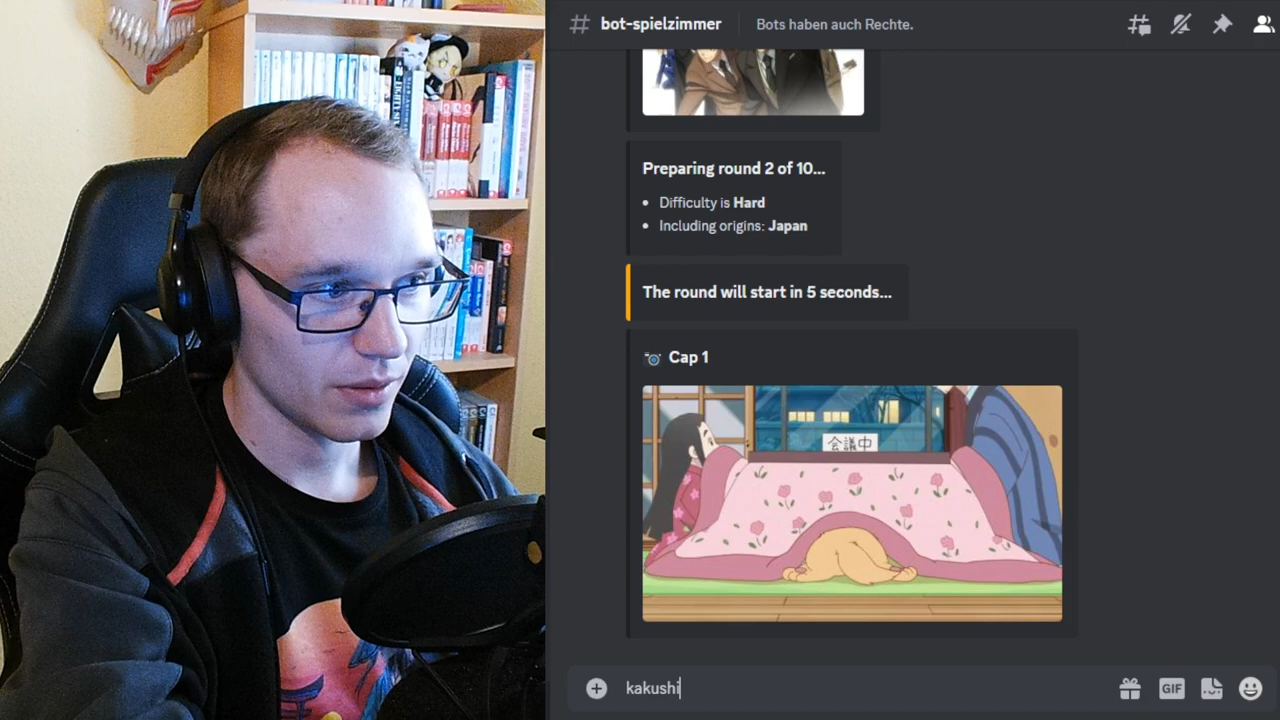 # bot-spielzimmer
Bots haben auch Rechte.
Preparing round 2 of 10...
• Difficulty is Hard
• Including origins: Japan
The round will start in 5 seconds...
Cap 1
会議中
kakushi
GIF